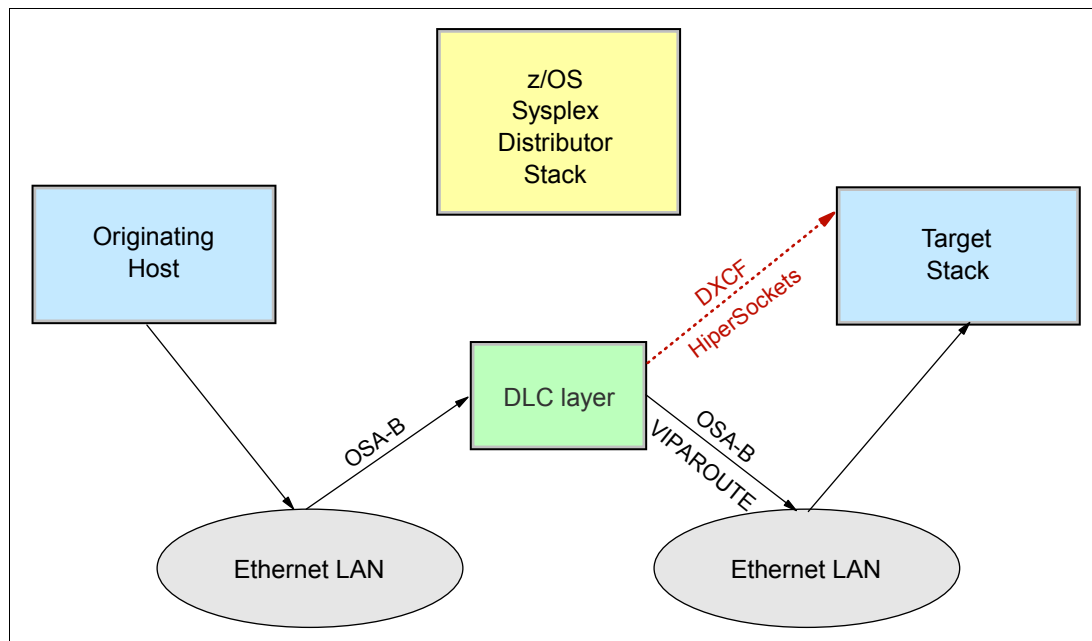 z/OS
Sysplex
Distributor
Stack
Originating
Host
Target
Stack
DXCF
HiperSockets
DLC layer
OSA-B
OSA-B
VIPAROUTE
Ethernet LAN
Ethernet LAN